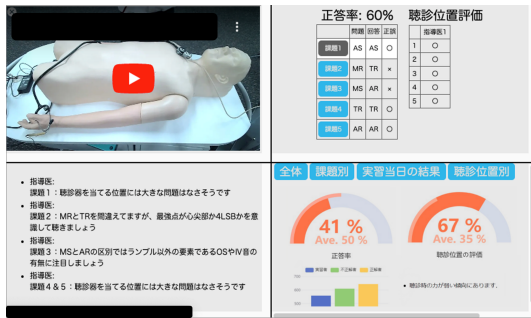 正答率: 60%
聴診位置評価
問題 回答 正誤
課題1 AS AS ○
課題2 MR TR ×
課題3 MS AR ×
課題4 TR TR ○
課題5 AR AR ○
指導医1
1 ○
2 ○
3 ○
4 ○
5 ○
• 指導医:
課題1：聴診器を当てる位置には大きな問題はなさそうです
• 指導医:
課題2：MRとTRを間違えてますが、最強点が心尖部か4LSBかを意
識して聴きましょう
• 指導医:
課題3：MSとARの区別ではランブル以外の要素であるOSやIV音の
有無に注目しましょう
• 指導医:
課題4＆5：聴診器を当てる位置には大きな問題はなさそうです
全体 課題別 実習当日の結果 聴診位置別
41 %
Ave. 50 %
正答率
67 %
Ave. 35 %
聴診位置の評価
不正解率 正解率
• 聴診時の力が弱い傾向にあります。